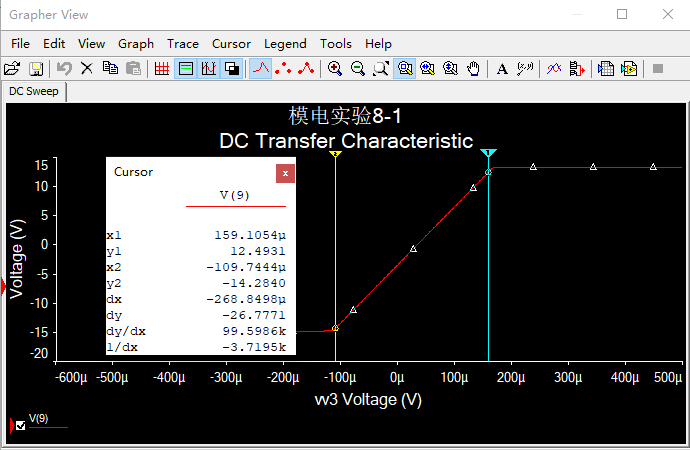 Grapher View
File Edit View Graph Trace Cursor Legend Tools Help
DC Sweep
模电实验8-1
DC Transfer Characteristic
Cursor x
V(9)
x1 159.1054μ
y1 12.4931
x2 -109.7444μ
y2 -14.2840
dx -268.8498μ
dy -26.7771
dy/dx 99.5986k
1/dx -3.7195k
Voltage (V)
15
10
5
0
-5
-10
-15
-20
-600μ -500μ -100μ 0μ 100μ 200μ 300μ 400μ 500μ
vv3 Voltage (V)
V(9)